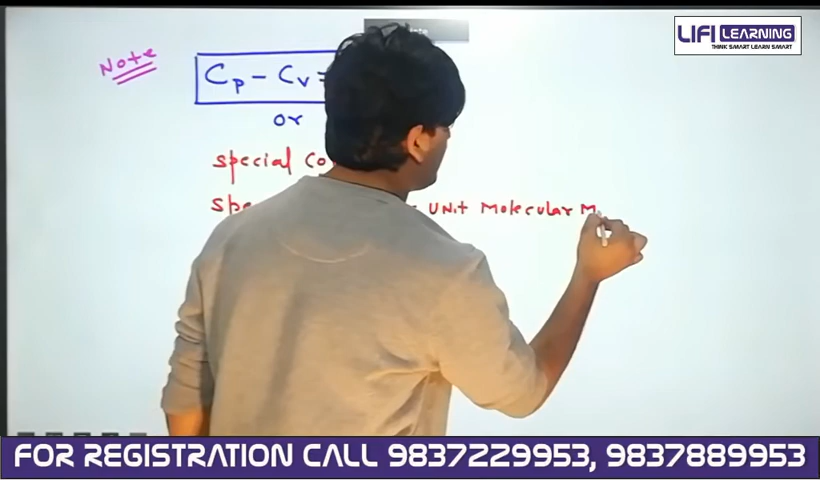 LIFI LEARNING
THINK SMART LEARN SMART
Note
Cp - Cv =
or
special Co
spe UNit Molecular M
FOR REGISTRATION CALL 9837229953, 9837889953